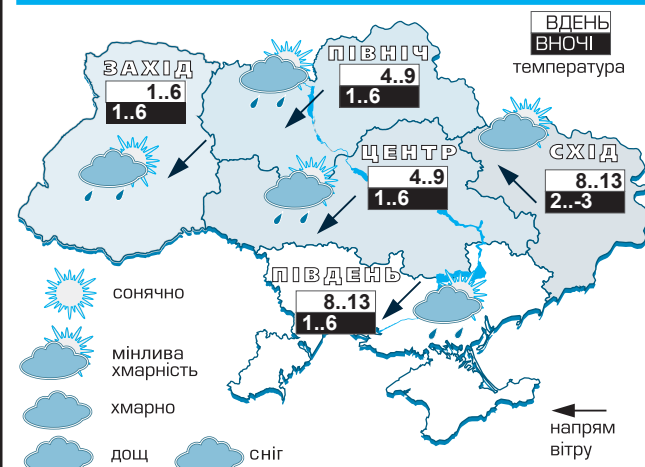 ВДЕНЬ
ВНОЧІ
температура
ПІВНІЧ
4..9
1..6
ЗАХІД
1..6
1..6
ЦЕНТР
4..9
1..6
СХІД
8..13
2..-3
ПІВДЕНЬ
8..13
1..6
сонячно
мінлива
хмарність
хмарно
дощ
сніг
напрям
вітру